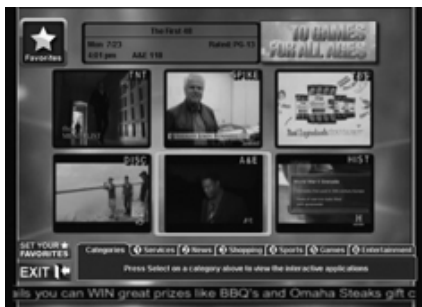 The First 48
Mon 7/23 Rated PG-13
4:01 pm A&E 118
10 GAMES
FOR ALL AGES
Favorites
TNT
SPIKE
DISC
A&E
HIST
SET YOUR
FAVORITES
Categories Services News Shopping Sports Games Entertainment
EXIT
Press Select on a category above to view the interactive applications
ails you can WIN great prizes like BBQ's and Omaha Steaks gift c